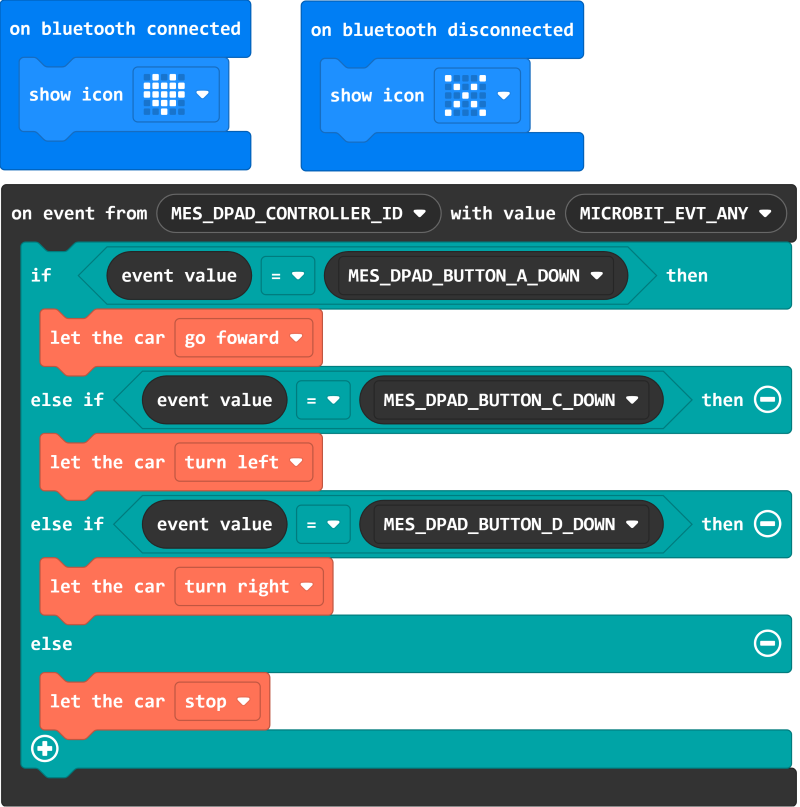 on bluetooth connected
on bluetooth disconnected
show icon
show icon
on event from MES_DPAD_CONTROLLER_ID with value MICROBIT_EVT_ANY
if event value = MES_DPAD_BUTTON_A_DOWN then
let the car go foward
else if event value = MES_DPAD_BUTTON_C_DOWN then
let the car turn left
else if event value = MES_DPAD_BUTTON_D_DOWN then
let the car turn right
else
let the car stop